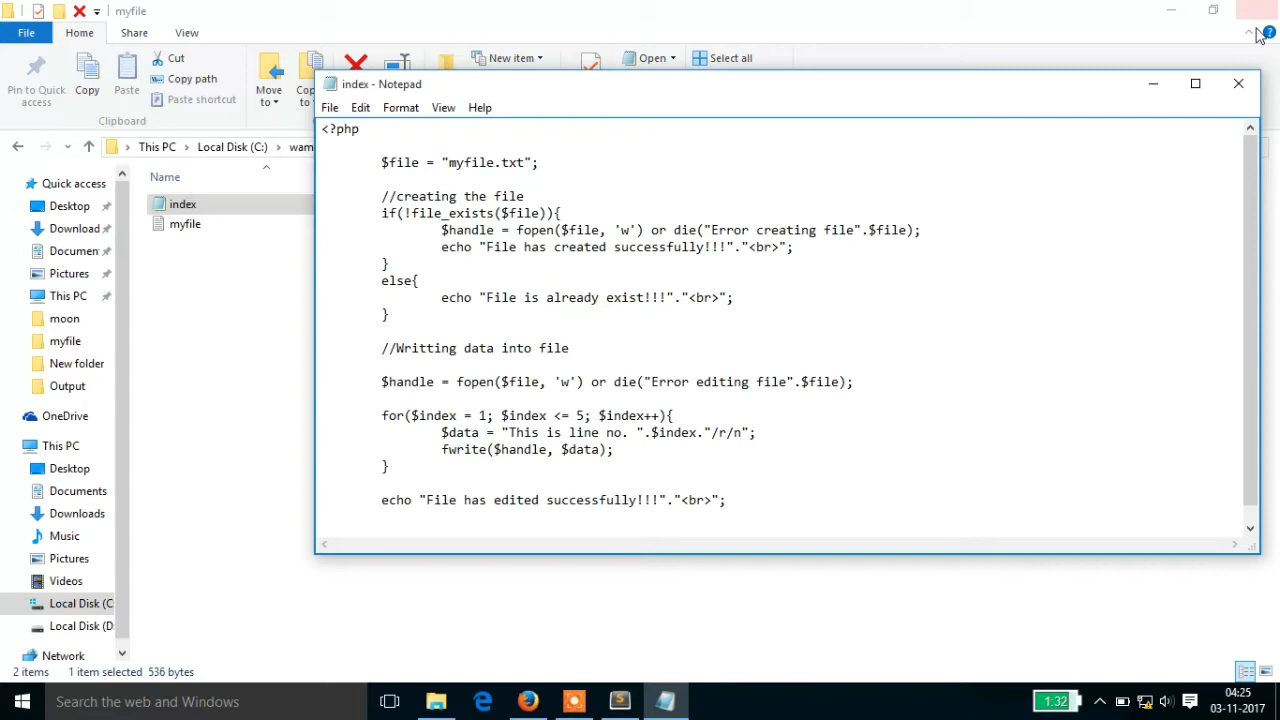 myfile
File Home Share View
Cut
New item
Open
Select all
Copy path
Pin to Quick access
Copy
Paste
Paste shortcut
Move to
Clipboard
This PC Local Disk (C:)
index - Notepad
File Edit Format View Help
Quick access
Desktop
Pictures
This PC
moon
myfile
New folder
Output
OneDrive
This PC
Desktop
Documents
Downloads
Music
Pictures
Videos
Local Disk (C
Local Disk (D
Network
Name
index
myfile
<?php
$file = "myfile.txt";
//creating the file
if(!file_exists($file)){
$handle = fopen($file, 'w') or die("Error creating file".$file);
echo "File has created successfully!!!"."<br>";
}
else{
echo "File is already exist!!!"."<br>";
}
//Writting data into file
$handle = fopen($file, 'w') or die("Error editing file".$file);
for($index = 1; $index <= 5; $index++){
$data = "This is line no. ".$index."/r/n";
fwrite($handle, $data);
}
echo "File has edited successfully!!!"."<br>";
2 items 1 item selected 536 bytes
Search the web and Windows
1:32
04:25
03-11-2017